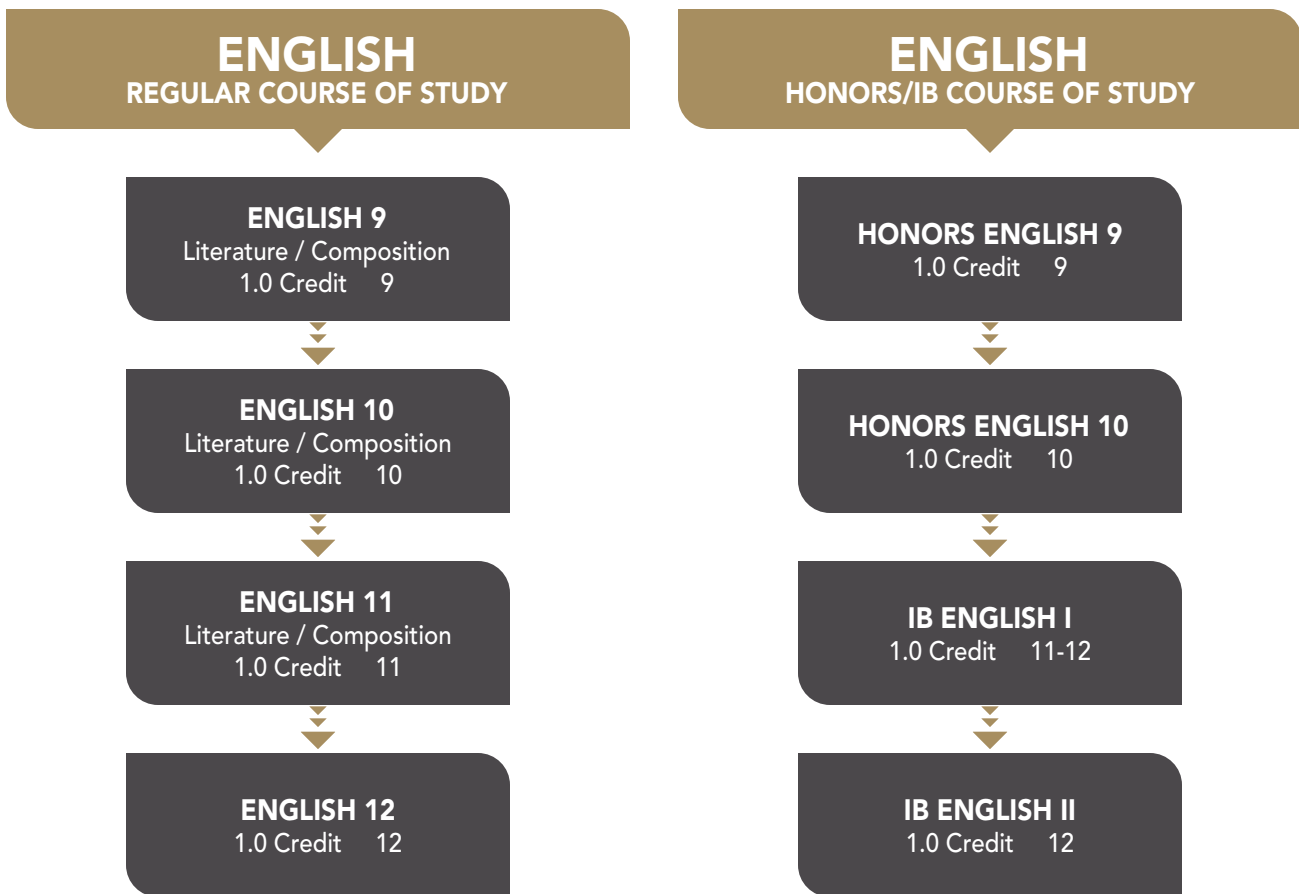 ENGLISH
REGULAR COURSE OF STUDY
ENGLISH 9
Literature / Composition
1.0 Credit 9
ENGLISH 10
Literature / Composition
1.0 Credit 10
ENGLISH 11
Literature / Composition
1.0 Credit 11
ENGLISH 12
1.0 Credit 12
ENGLISH
HONORS/IB COURSE OF STUDY
HONORS ENGLISH 9
1.0 Credit 9
HONORS ENGLISH 10
1.0 Credit 10
IB ENGLISH I
1.0 Credit 11-12
IB ENGLISH II
1.0 Credit 12